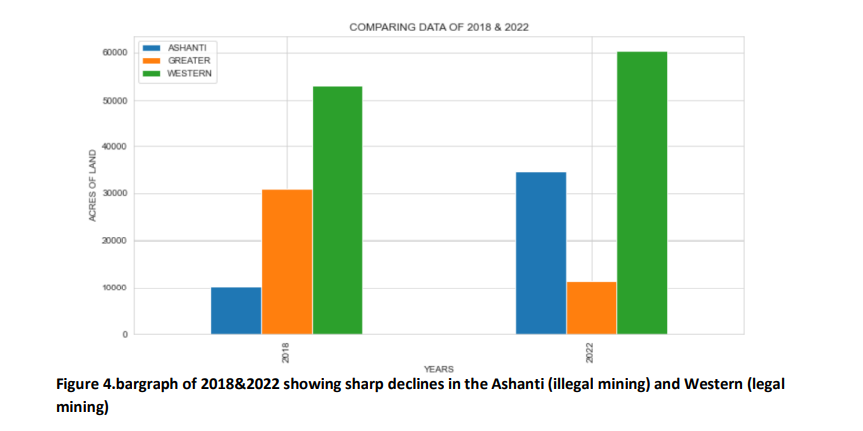 COMPARING DATA OF 2018 & 2022
ASHANTI
GREATER
WESTERN
60000
50000
40000
30000
20000
10000
0
ACRES OF LAND
2018
2022
YEARS
Figure 4.bargraph of 2018&2022 showing sharp declines in the Ashanti (illegal mining) and Western (legal
mining)